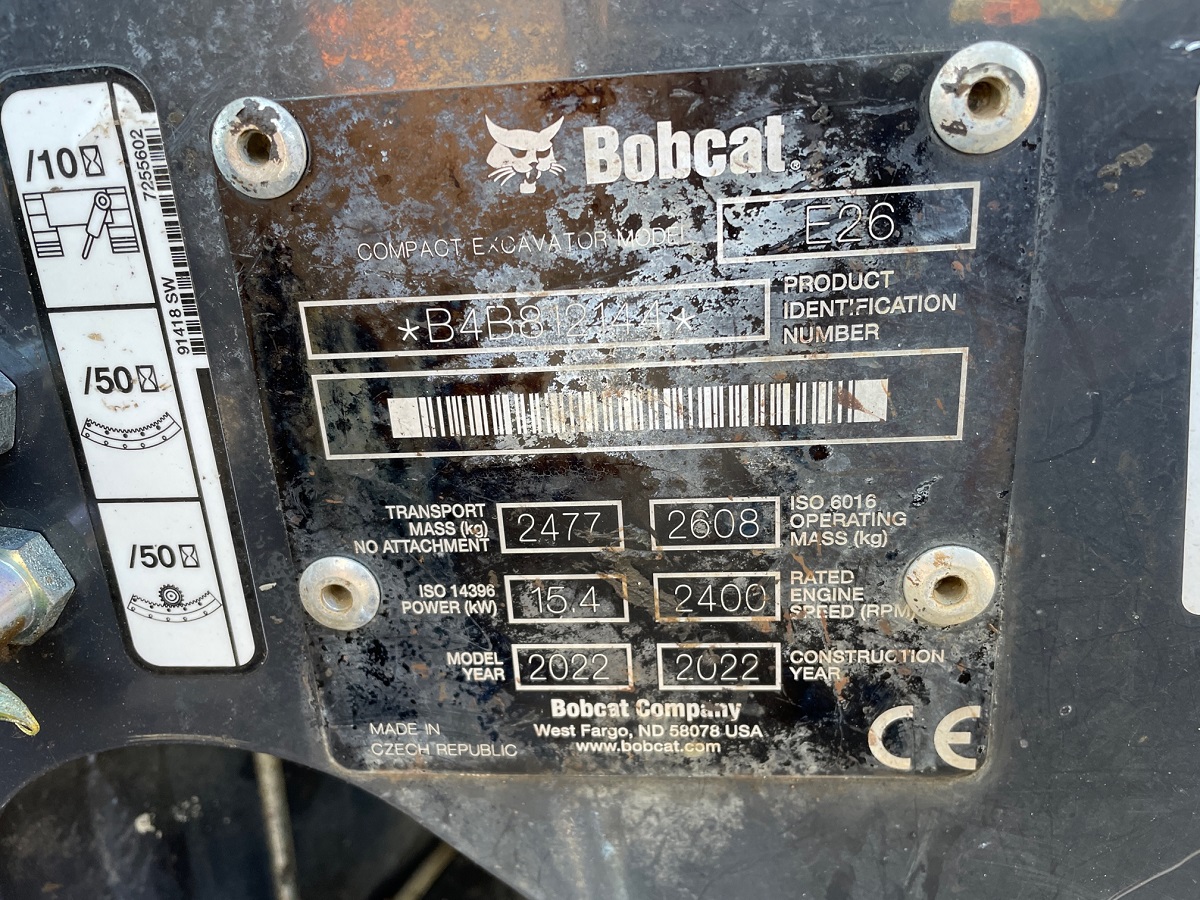 /10
7255602
91418 SW
/50
/50
Bobcat®
COMPACT EXCAVATOR MODEL
E26
*B4B812144*
PRODUCT
IDENTIFICATION
NUMBER
TRANSPORT
MASS (kg)
NO ATTACHMENT
2477
2608
ISO 6016
OPERATING
MASS (kg)
ISO 14396
POWER (kW)
15.4
2400
RATED
ENGINE
SPEED (RPM)
MODEL
YEAR
2022
2022
CONSTRUCTION
YEAR
Bobcat Company
West Fargo, ND 58078 USA
www.bobcat.com
MADE IN
CZECH REPUBLIC
CE